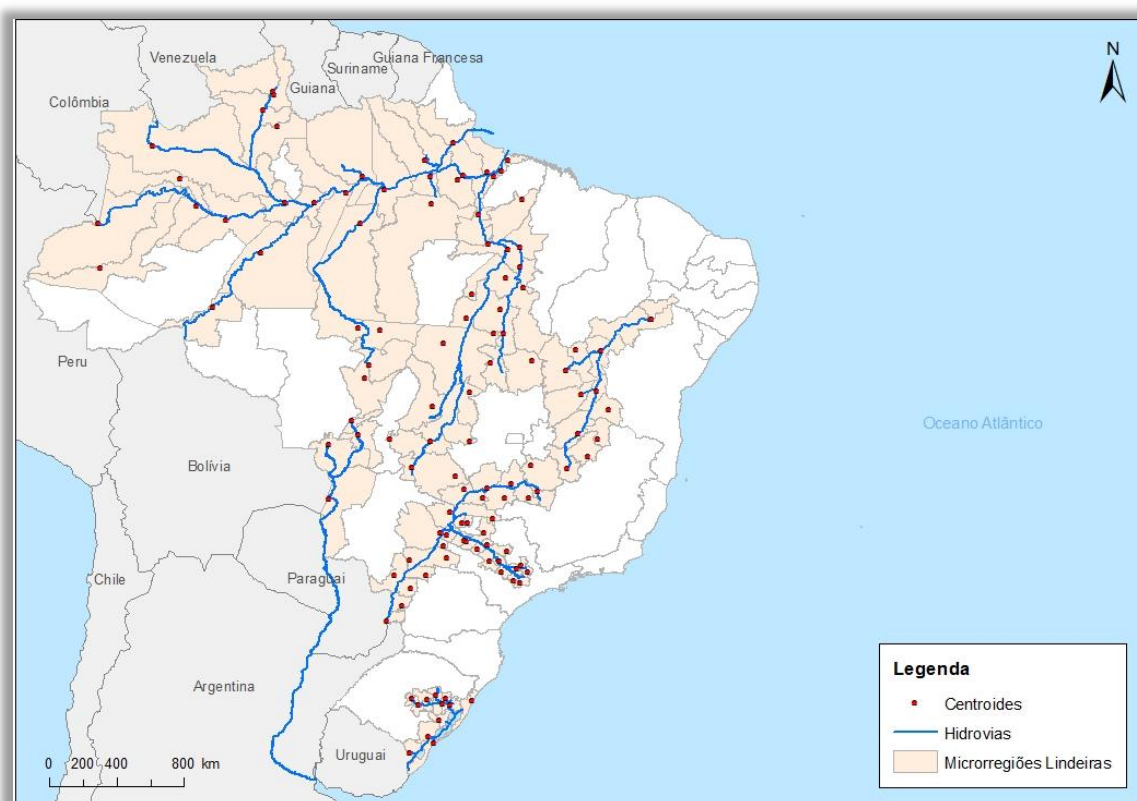 Venezuela
Guiana Francesa
Suriname
Guiana
Colômbia
N
Peru
Oceano Atlântico
Bolívia
Paraguai
Chile
Argentina
Uruguai
0 200 400 800 km
Legenda
Centroides
Hidrovias
Microrregiões Lindeiras